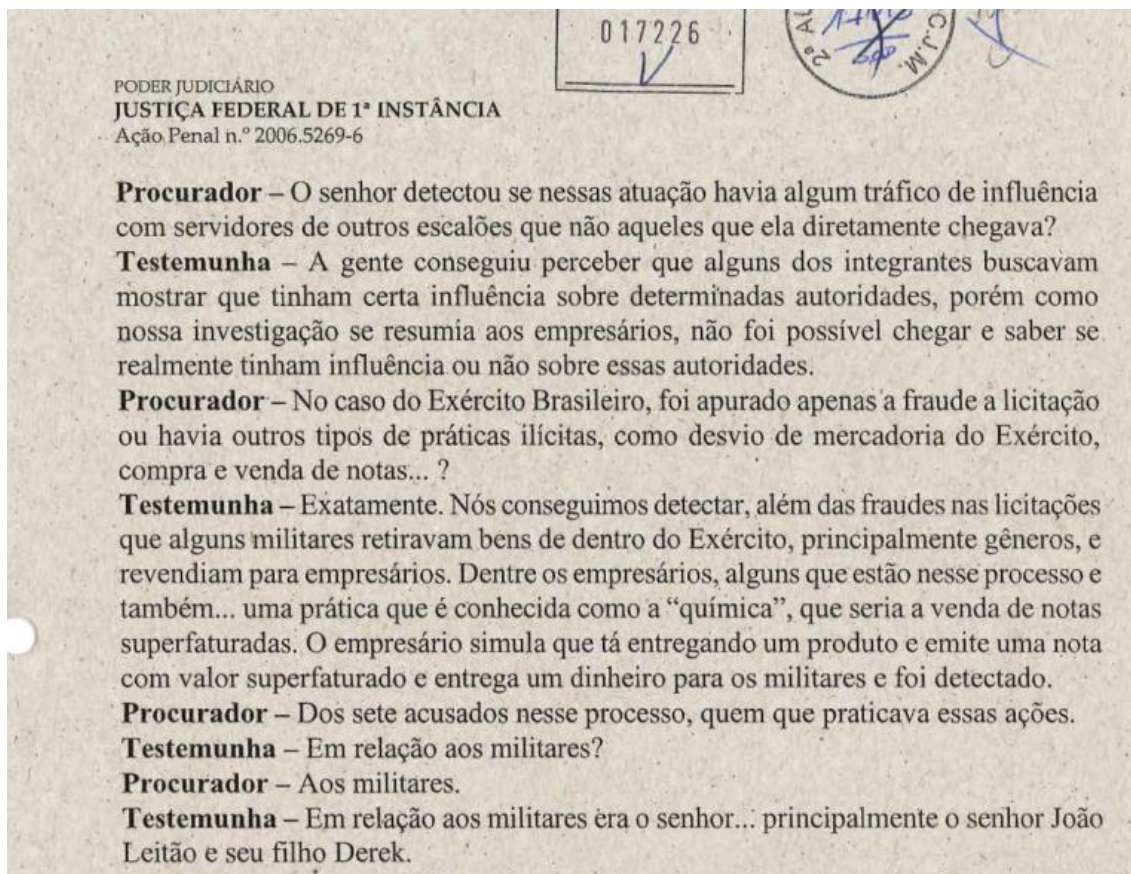 017226
2ª AU
C.J.M.
PODER JUDICIÁRIO
JUSTIÇA FEDERAL DE 1ª INSTÂNCIA
Ação Penal n.º 2006.5269-6
Procurador – O senhor detectou se nessas atuação havia algum tráfico de influência
com servidores de outros escalões que não aqueles que ela diretamente chegava?
Testemunha – A gente conseguiu perceber que alguns dos integrantes buscavam
mostrar que tinham certa influência sobre determinadas autoridades, porém como
nossa investigação se resumia aos empresários, não foi possível chegar e saber se
realmente tinham influência ou não sobre essas autoridades.
Procurador – No caso do Exército Brasileiro, foi apurado apenas a fraude a licitação
ou havia outros tipos de práticas ilícitas, como desvio de mercadoria do Exército,
compra e venda de notas... ?
Testemunha – Exatamente. Nós conseguimos detectar, além das fraudes nas licitações
que alguns militares retiravam bens de dentro do Exército, principalmente gêneros, e
revendiam para empresários. Dentre os empresários, alguns que estão nesse processo e
também... uma prática que é conhecida como a “química”, que seria a venda de notas
superfaturadas. O empresário simula que tá entregando um produto e emite uma nota
com valor superfaturado e entrega um dinheiro para os militares e foi detectado.
Procurador – Dos sete acusados nesse processo, quem que praticava essas ações.
Testemunha – Em relação aos militares?
Procurador – Aos militares.
Testemunha – Em relação aos militares era o senhor... principalmente o senhor João
Leitão e seu filho Derek.